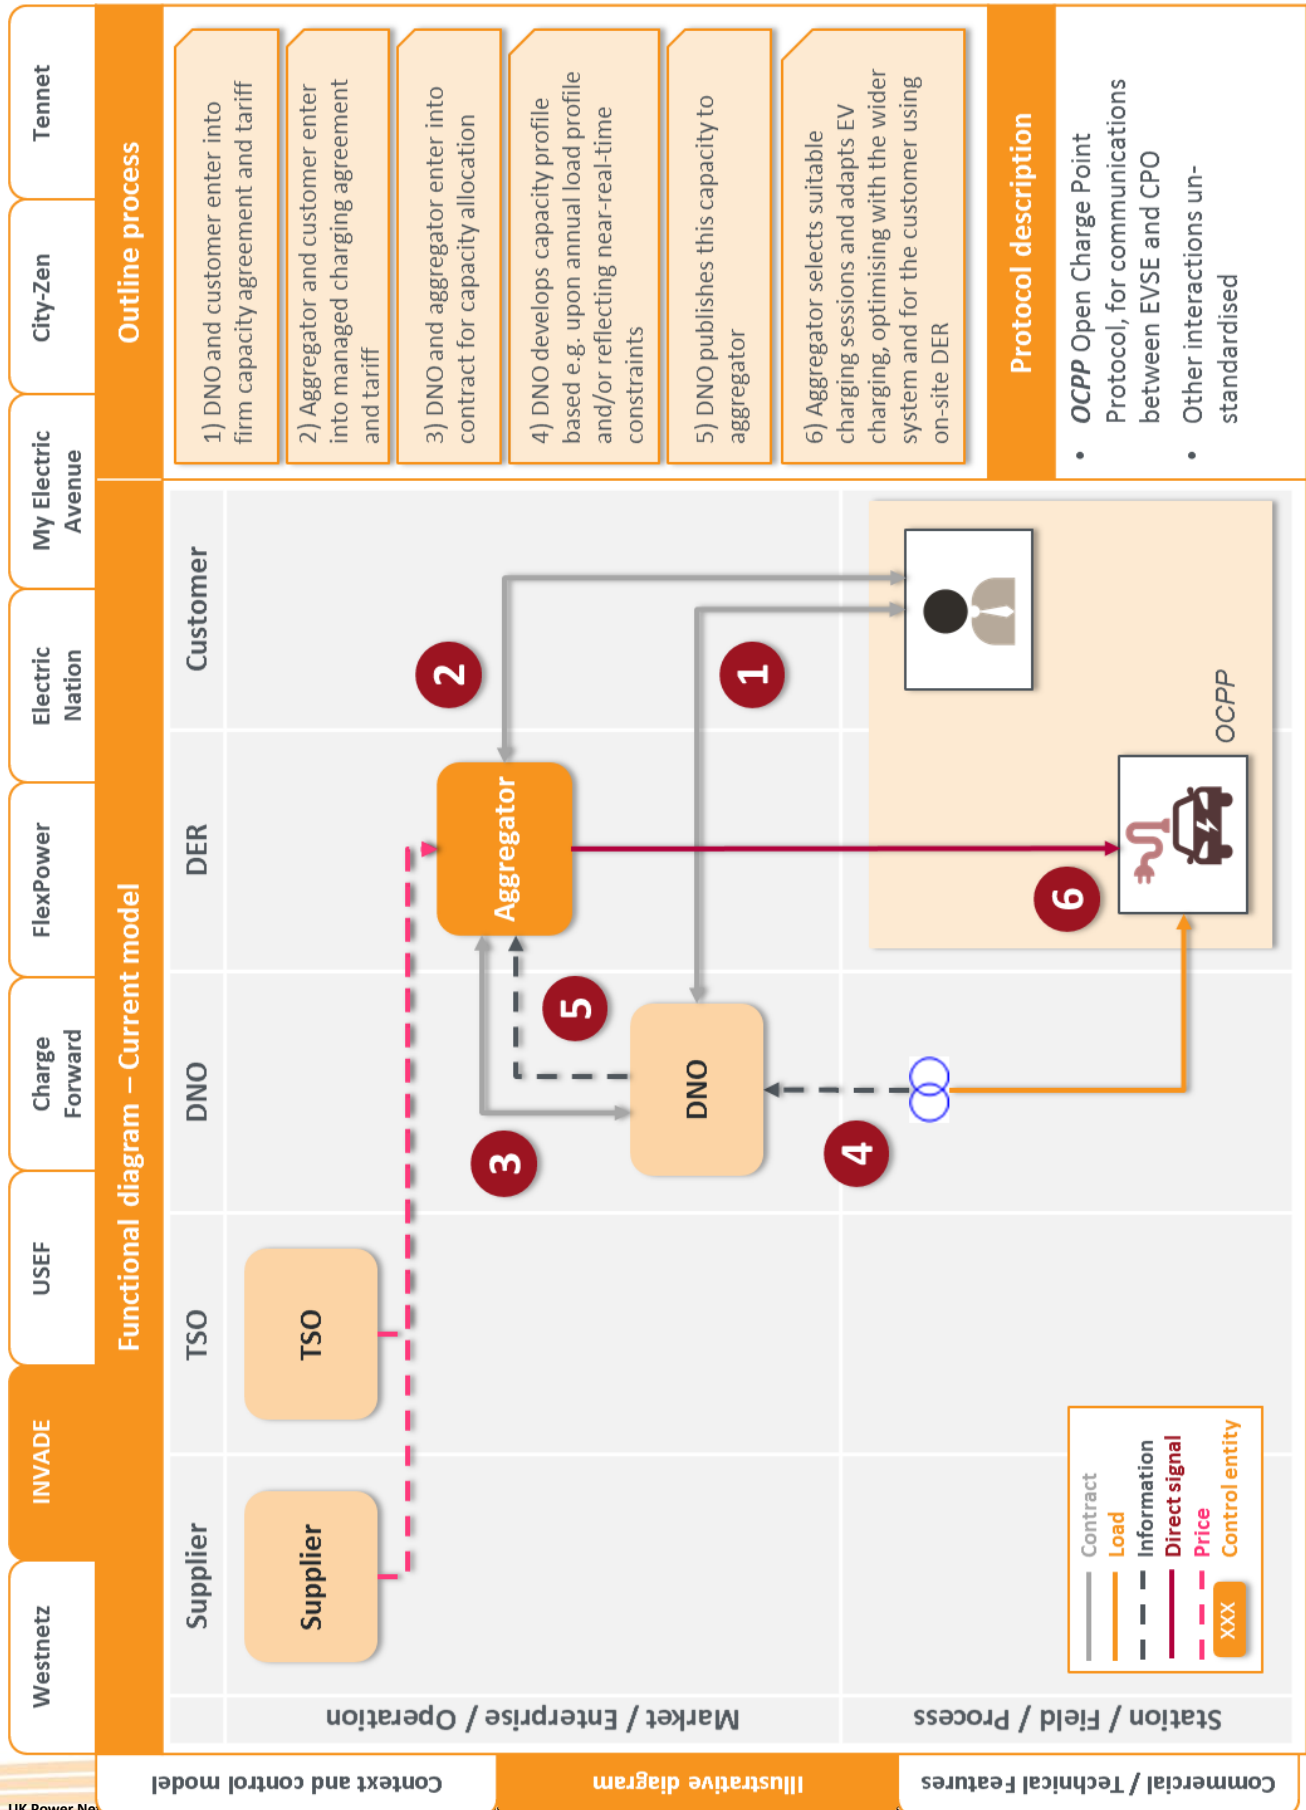 Westnetz
INVADE
USEF
Charge
Forward
FlexPower
Electric
Nation
My Electric
Avenue
City-Zen
Tennet
Functional diagram – Current model
Outline process
Context and control model
Illustrative diagram
Commercial / Technical Features
Supplier
TSO
DNO
DER
Customer
Market / Enterprise / Operation
Station / Field / Process
Supplier
TSO
Aggregator
DNO
1
2
3
4
5
6
OCPP
Contract
Load
Information
Direct signal
Price
XXX Control entity
1) DNO and customer enter into
firm capacity agreement and tariff
2) Aggregator and customer enter
into managed charging agreement
and tariff
3) DNO and aggregator enter into
contract for capacity allocation
4) DNO develops capacity profile
based e.g. upon annual load profile
and/or reflecting near-real-time
constraints
5) DNO publishes this capacity to
aggregator
6) Aggregator selects suitable
charging sessions and adapts EV
charging, optimising with the wider
system and for the customer using
on-site DER
Protocol description
• OCPP Open Charge Point
Protocol, for communications
between EVSE and CPO
• Other interactions un-
standardised
UK Power Ne